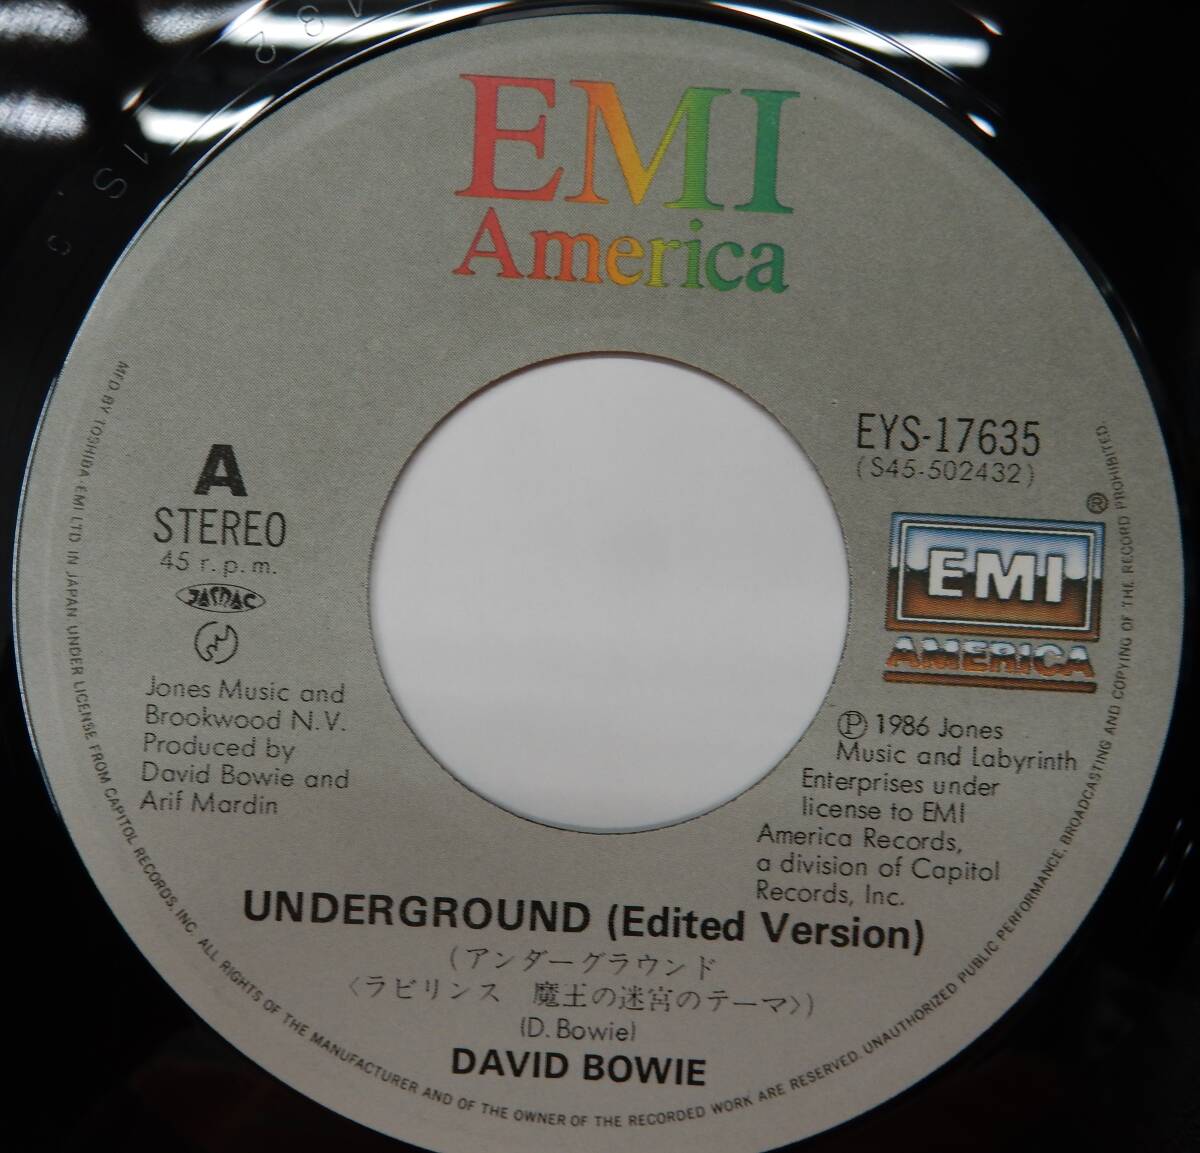 EMI
America
EYS-17635
(S45-502432)
A
STEREO
45 r.p.m.
JASRAC
®
EMI
AMERICA
Jones Music and
Brookwood N.V.
Produced by
David Bowie and
Arif Mardin
Ⓟ 1986 Jones
Music and Labyrinth
Enterprises under
license to EMI
America Records,
a division of Capitol
Records, Inc.
UNDERGROUND (Edited Version)
(アンダーグラウンド
〈ラビリンス 魔王の迷宮のテーマ〉)
(D. Bowie)
DAVID BOWIE
MFD. BY TOSHIBA-EMI LTD. IN JAPAN UNDER LICENSE FROM CAPITOL RECORDS, INC. ALL RIGHTS OF THE MANUFACTURER AND OF THE OWNER OF THE RECORDED WORK ARE RESERVED. UNAUTHORIZED PUBLIC PERFORMANCE, BROADCASTING AND COPYING OF THE RECORD PROHIBITED.